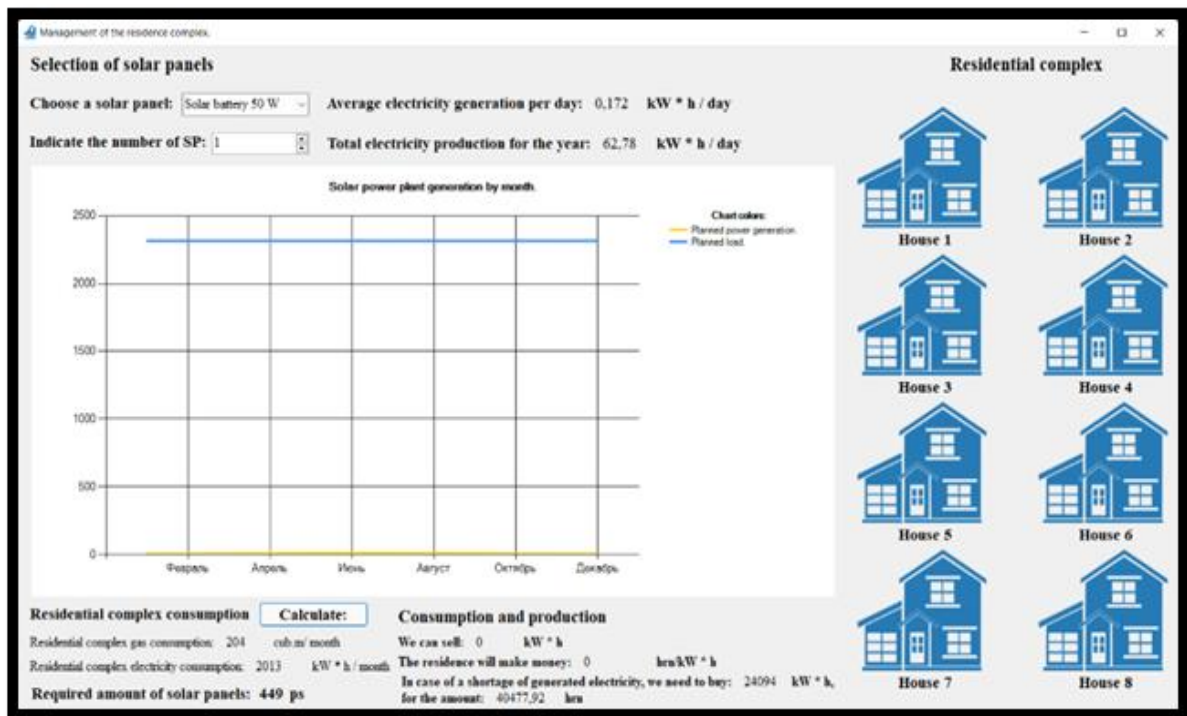 Management of the residence complex.
Selection of solar panels
Residential complex
Choose a solar panel: Solar battery 50 W
Average electricity generation per day: 0,172 kW * h / day
Indicate the number of SP: 1
Total electricity production for the year: 62,78 kW * h / day
Solar power plant generation by month.
Chart colors:
Planned power generation.
Planned load.
2500
2000
1500
1000
500
0
Февраль Апрель Июнь Август Октябрь Декабрь
House 1 House 2
House 3 House 4
House 5 House 6
House 7 House 8
Residential complex consumption Calculate:
Residential complex gas consumption: 204 cub.m/ month
Residential complex electricity consumption: 2013 kW * h / month
Required amount of solar panels: 449 ps
Consumption and production
We can sell: 0 kW * h
The residence will make money: 0 hrn/kW * h
In case of a shortage of generated electricity, we need to buy: 24094 kW * h,
for the amount: 40477,92 hrn